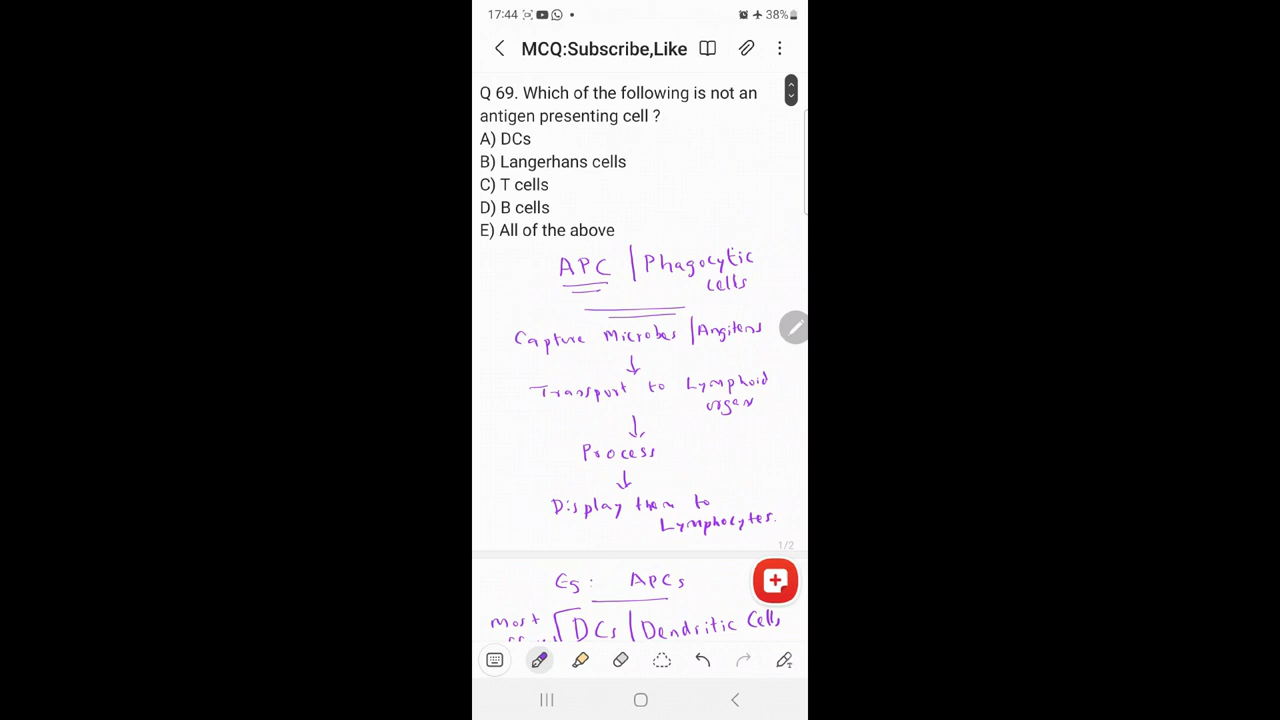 17:44 38%
MCQ:Subscribe,Like
Q 69. Which of the following is not an
antigen presenting cell ?
A) DCs
B) Langerhans cells
C) T cells
D) B cells
E) All of the above
APC | Phagocytic
cells
Capture Microbes | Angitens
↓
Transport to Lymphoid
organ
↓
Process
↓
Display them to
Lymphocytes.
1/2
Eg: APCs
most DCs | Dendritic Cells